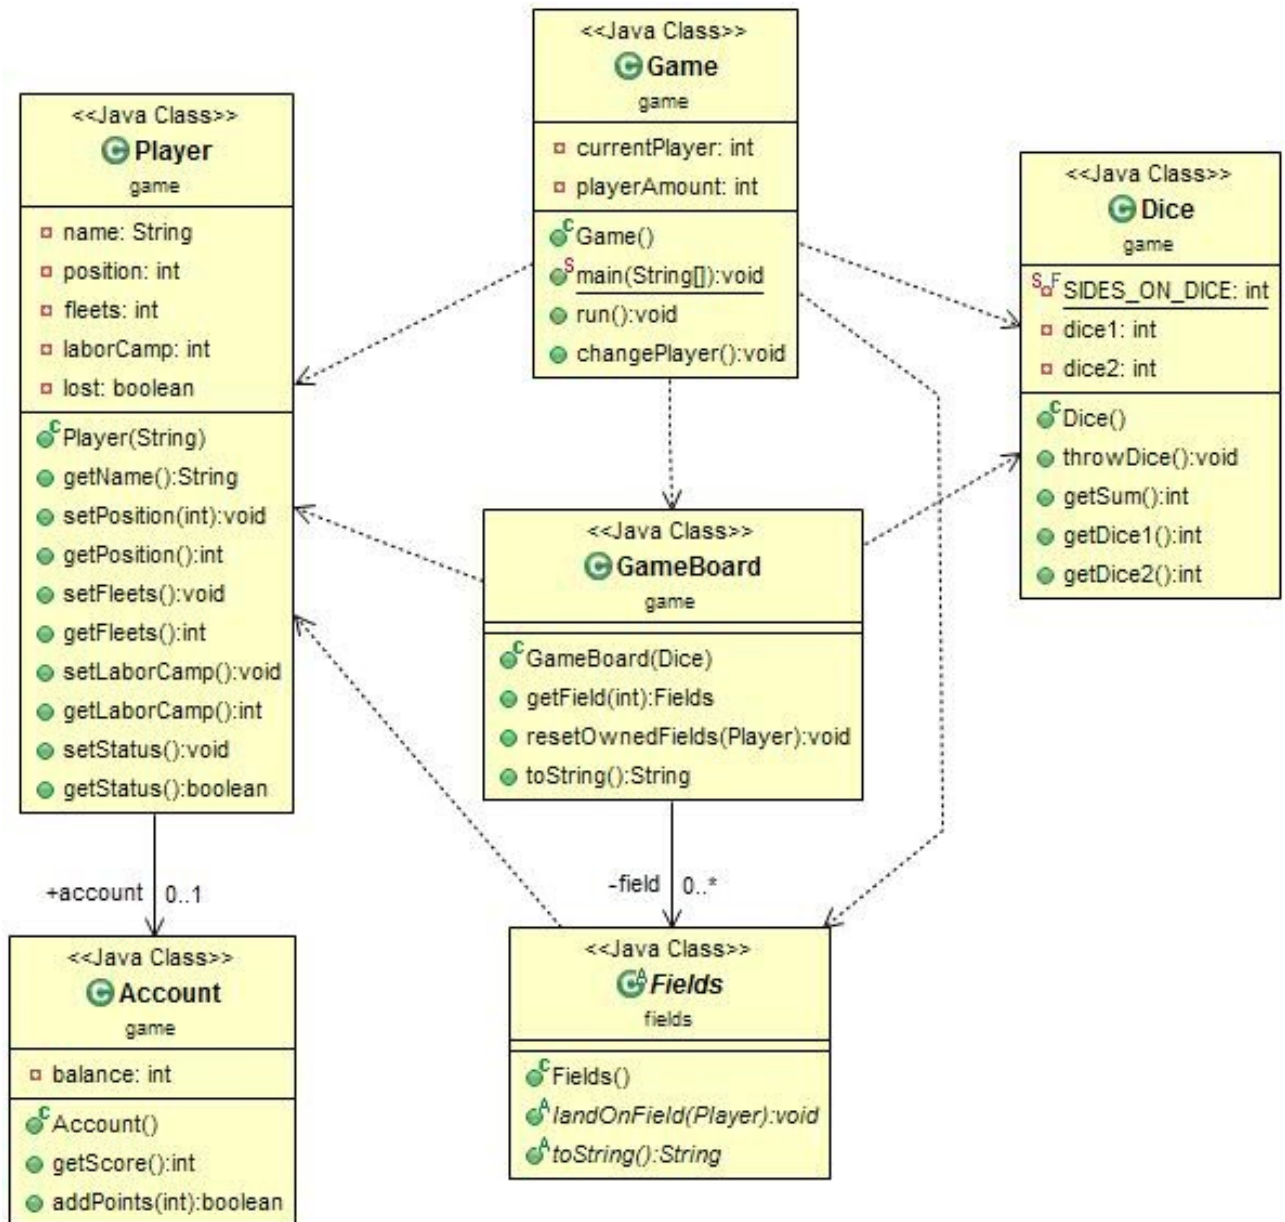 <<Java Class>>
Game
game
currentPlayer: int
playerAmount: int
Game()
main(String[]):void
run():void
changePlayer():void
<<Java Class>>
Player
game
name: String
position: int
fleets: int
laborCamp: int
lost: boolean
Player(String)
getName():String
setPosition(int):void
getPosition():int
setFleets():void
getFleets():int
setLaborCamp():void
getLaborCamp():int
setStatus():void
getStatus():boolean
<<Java Class>>
Dice
game
SIDES_ON_DICE: int
dice1: int
dice2: int
Dice()
throwDice():void
getSum():int
getDice1():int
getDice2():int
<<Java Class>>
GameBoard
game
GameBoard(Dice)
getField(int):Fields
resetOwnedFields(Player):void
toString():String
+account 0..1
-field 0..*
<<Java Class>>
Account
game
balance: int
Account()
getScore():int
addPoints(int):boolean
<<Java Class>>
Fields
fields
Fields()
landOnField(Player):void
toString():String